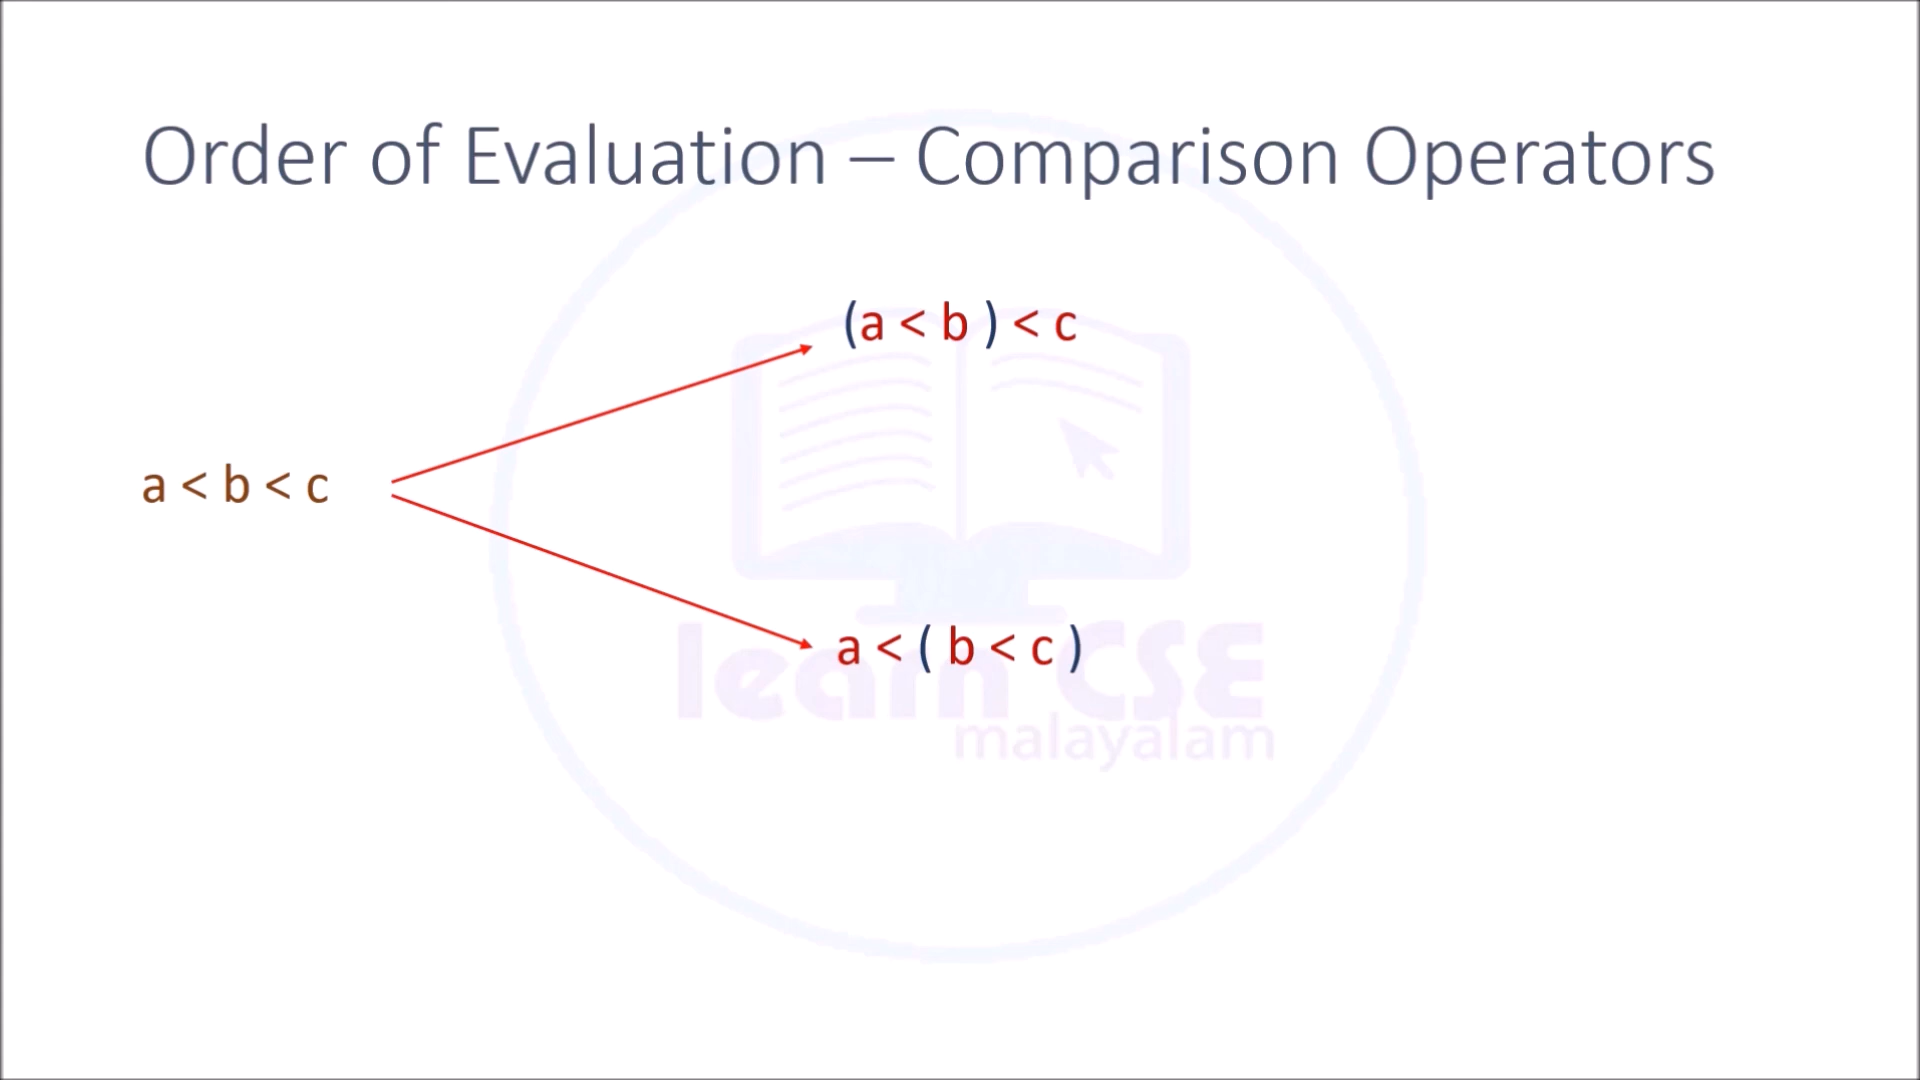 Order of Evaluation – Comparison Operators
(a < b ) < c
a < b < c
a < ( b < c )
learn CSE
malayalam